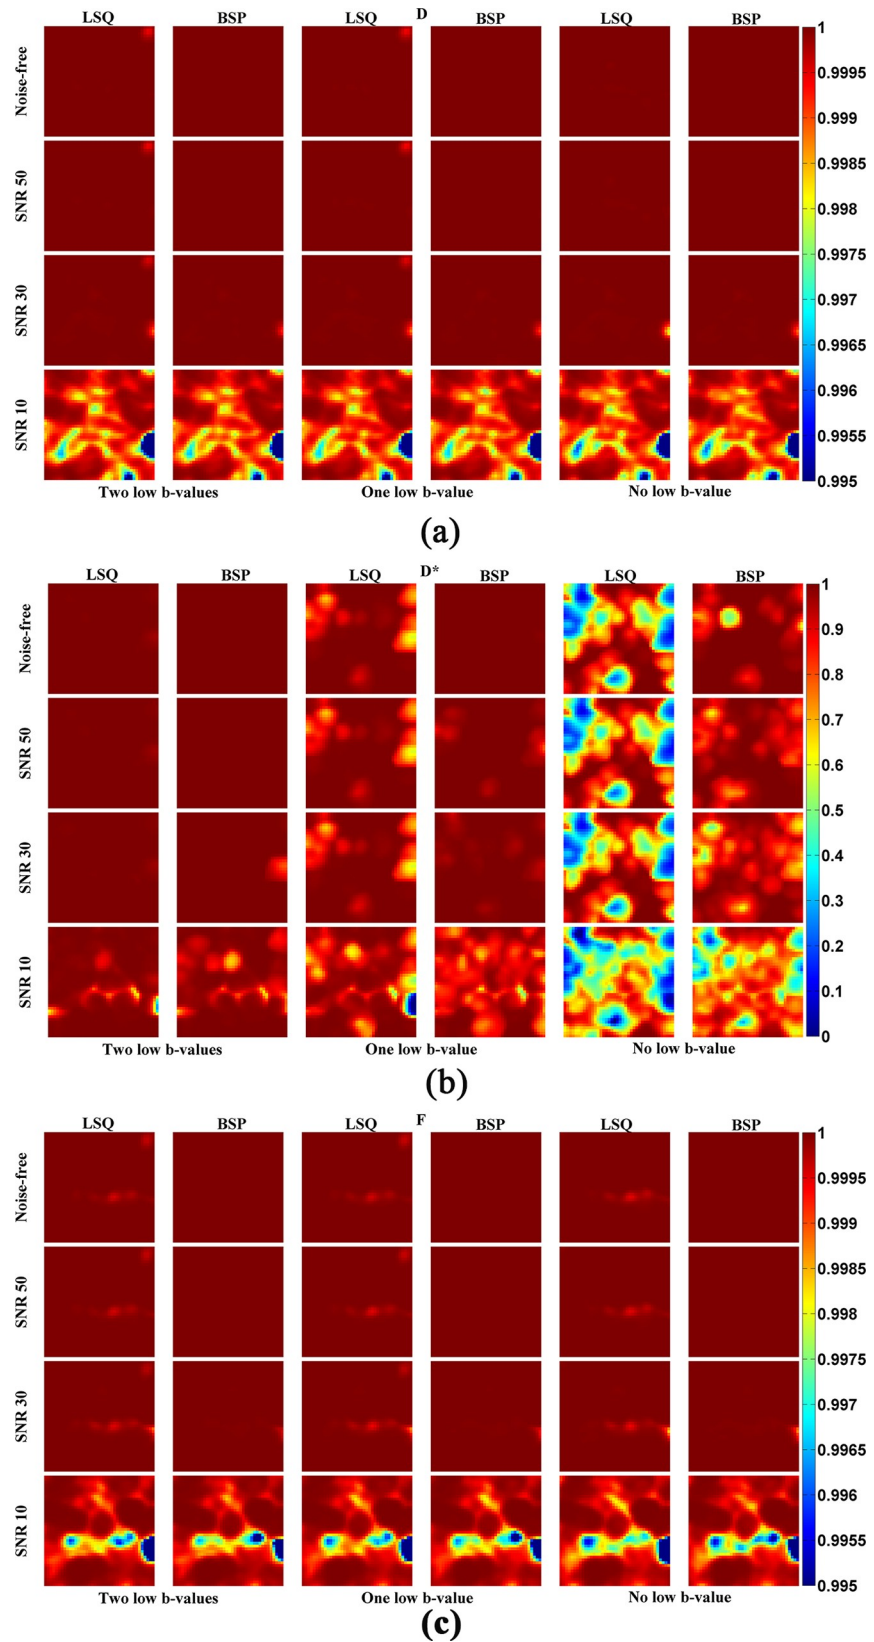 LSQ BSP LSQ D BSP LSQ BSP
Noise-free
SNR 50
SNR 30
SNR 10
1
0.9995
0.999
0.9985
0.998
0.9975
0.997
0.9965
0.996
0.9955
0.995
Two low b-values One low b-value No low b-value
(a)
LSQ BSP LSQ D* BSP LSQ BSP
Noise-free
SNR 50
SNR 30
SNR 10
1
0.9
0.8
0.7
0.6
0.5
0.4
0.3
0.2
0.1
0
Two low b-values One low b-value No low b-value
(b)
LSQ BSP LSQ F BSP LSQ BSP
Noise-free
SNR 50
SNR 30
SNR 10
1
0.9995
0.999
0.9985
0.998
0.9975
0.997
0.9965
0.996
0.9955
0.995
Two low b-values One low b-value No low b-value
(c)